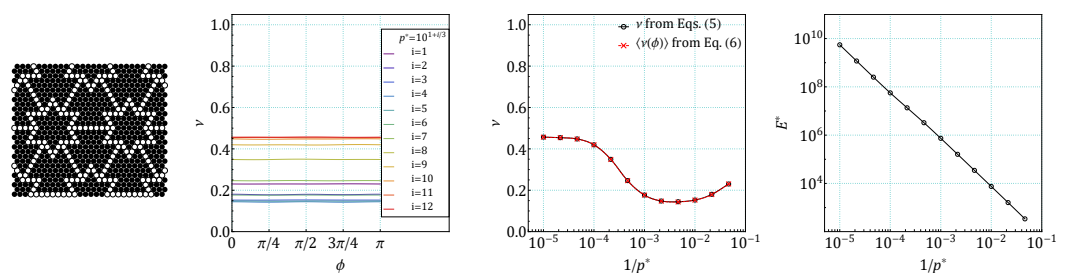 1.0
0.8
0.6
0.4
0.2
0.0
ν
0
π/4
π/2
3π/4
π
ϕ
p*=10^{1+i/3}
i=1
i=2
i=3
i=4
i=5
i=6
i=7
i=8
i=9
i=10
i=11
i=12
1.0
0.8
0.6
0.4
0.2
0.0
ν
ν from Eqs. (5)
⟨ν(ϕ)⟩ from Eq. (6)
10^{−5}
10^{−4}
10^{−3}
10^{−2}
10^{−1}
1/p*
10^{10}
10^{8}
10^{6}
10^{4}
E*
10^{−5}
10^{−4}
10^{−3}
10^{−2}
10^{−1}
1/p*